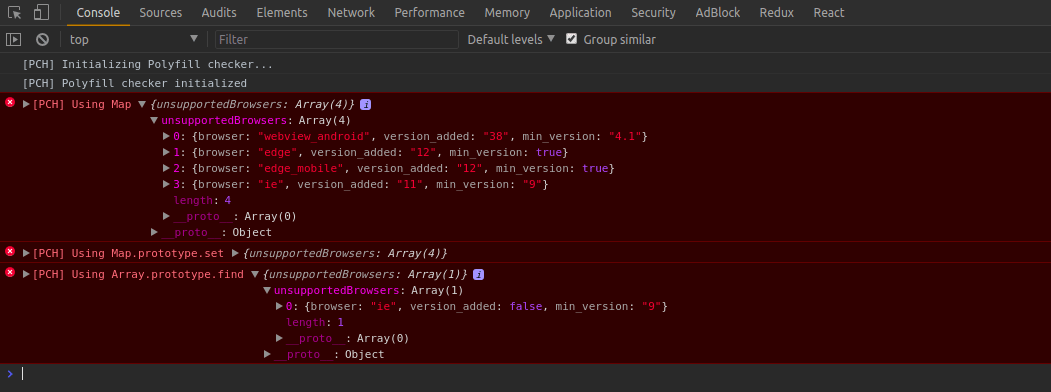 Console Sources Audits Elements Network Performance Memory Application Security AdBlock Redux React
top Filter Default levels Group similar
[PCH] Initializing Polyfill checker...
[PCH] Polyfill checker initialized
[PCH] Using Map {unsupportedBrowsers: Array(4)} i
unsupportedBrowsers: Array(4)
0: {browser: "webview_android", version_added: "38", min_version: "4.1"}
1: {browser: "edge", version_added: "12", min_version: true}
2: {browser: "edge_mobile", version_added: "12", min_version: true}
3: {browser: "ie", version_added: "11", min_version: "9"}
length: 4
__proto__: Array(0)
__proto__: Object
[PCH] Using Map.prototype.set {unsupportedBrowsers: Array(4)}
[PCH] Using Array.prototype.find {unsupportedBrowsers: Array(1)} i
unsupportedBrowsers: Array(1)
0: {browser: "ie", version_added: false, min_version: "9"}
length: 1
__proto__: Array(0)
__proto__: Object